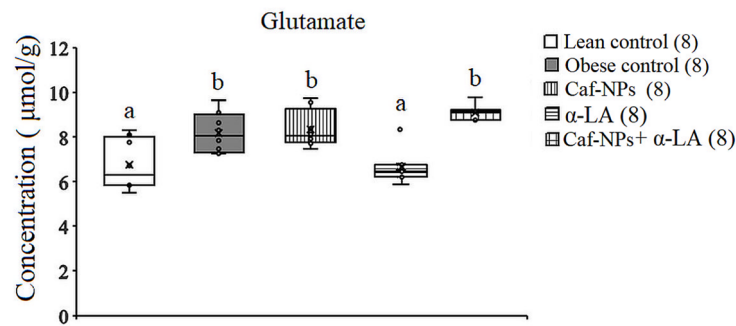 Glutamate
Concentration ( μmol/g)
12
10
8
6
4
2
0
a
b
b
a
b
Lean control (8)
Obese control (8)
Caf-NPs (8)
α-LA (8)
Caf-NPs+ α-LA (8)